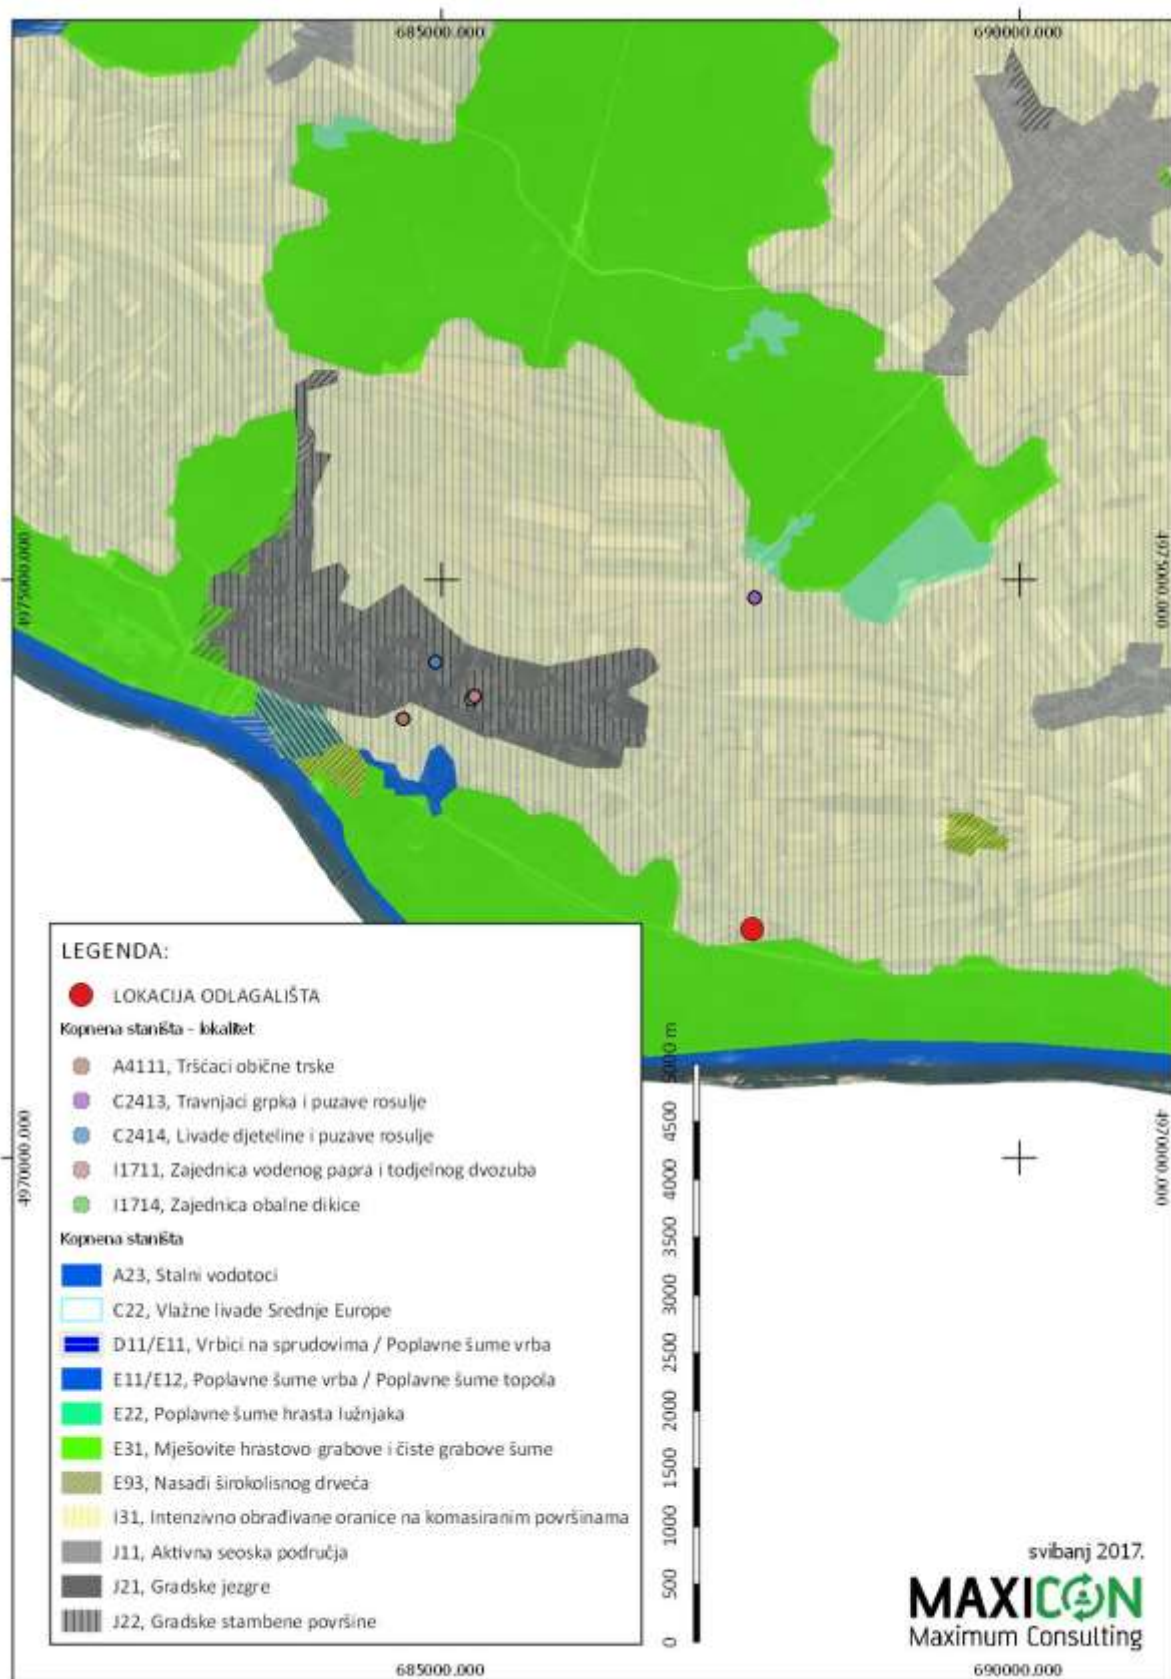 685000.000
690000.000
4975000.000
4975000.000
LEGENDA:
LOKACIJA ODLAGALIŠTA
Kopnena staništa - lokalitet
A4111, Tršćaci obične trske
C2413, Travnjaci grpka i puzave rosulje
C2414, Livade djeteline i puzave rosulje
I1711, Zajednica vodenog papra i todjelnog dvozuba
I1714, Zajednica obalne dikice
Kopnena staništa
A23, Stalni vodotoci
C22, Vlažne livade Srednje Europe
D11/E11, Vrbici na sprudovima / Poplavne šume vrba
E11/E12, Poplavne šume vrba / Poplavne šume topola
E22, Poplavne šume hrasta lužnjaka
E31, Mješovite hrastovo grabove i čiste grabove šume
E93, Nasadi širokolisnog drveća
I31, Intenzivno obrađivane oranice na komasiranim površinama
J11, Aktivna seoska područja
J21, Gradske jezgre
J22, Gradske stambene površine
5000 m
4500
4000
3500
3000
2500
2000
1500
1000
500
0
4970000.000
4970000.000
svibanj 2017.
MAXICON
Maximum Consulting
685000.000
690000.000